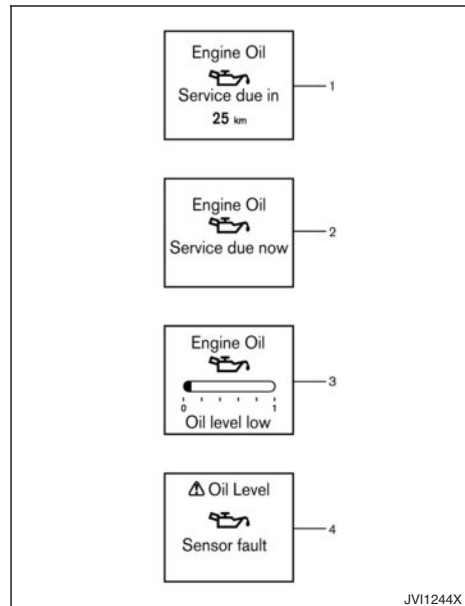 Engine Oil
Service due in
25 km
1
Engine Oil
Service due now
2
Engine Oil
0 1
Oil level low
3
Oil Level
Sensor fault
4
JVI1244X